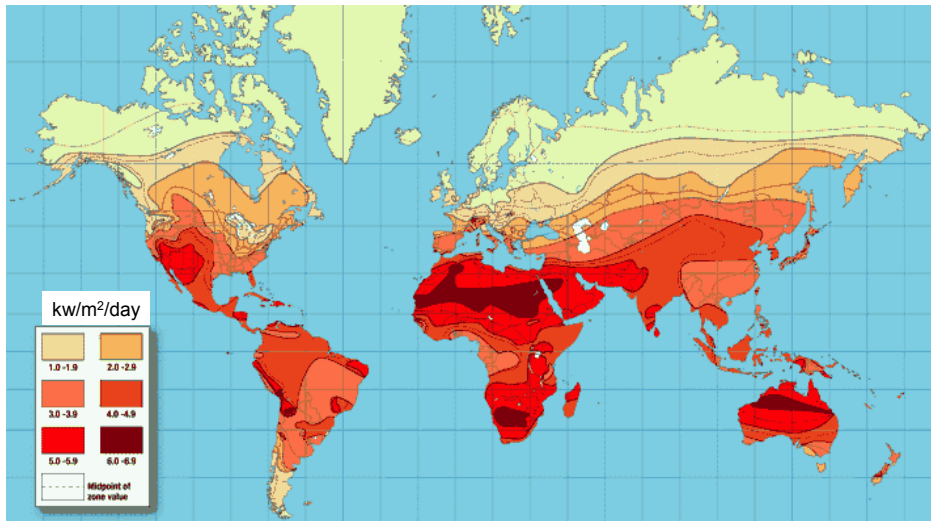 kw/m²/day
1.0 -1.9 2.0 -2.9
3.0 -3.9 4.0 -4.9
5.0 -5.9 6.0 -6.9
Midpoint of
zone value